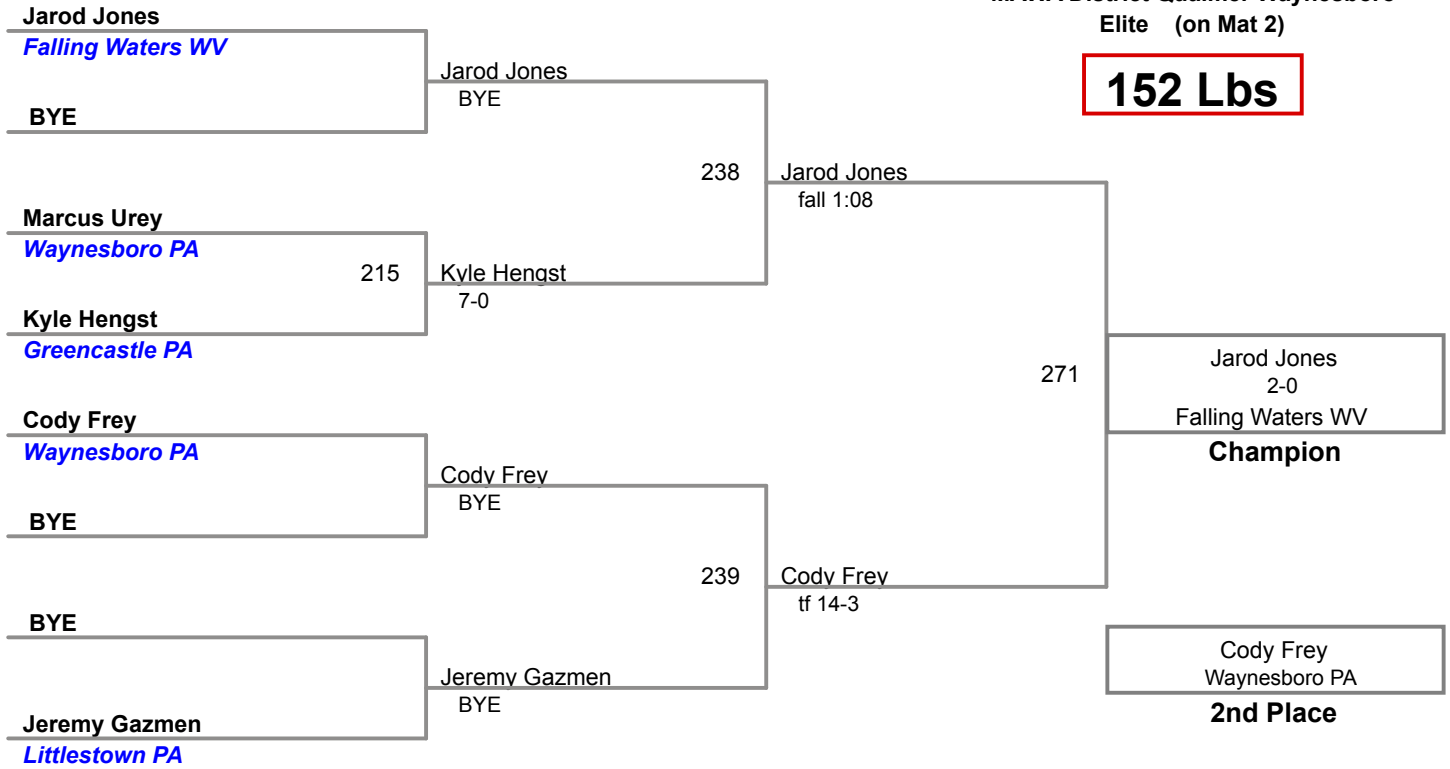 Elite (on Mat 2)
152 Lbs
Jarod Jones
Falling Waters WV
BYE
Jarod Jones
BYE
Marcus Urey
Waynesboro PA
Kyle Hengst
Greencastle PA
215
Kyle Hengst
7-0
238
Jarod Jones
fall 1:08
Cody Frey
Waynesboro PA
BYE
Cody Frey
BYE
BYE
Jeremy Gazmen
Littlestown PA
Jeremy Gazmen
BYE
239
Cody Frey
tf 14-3
271
Jarod Jones
2-0
Falling Waters WV
Champion
Cody Frey
Waynesboro PA
2nd Place